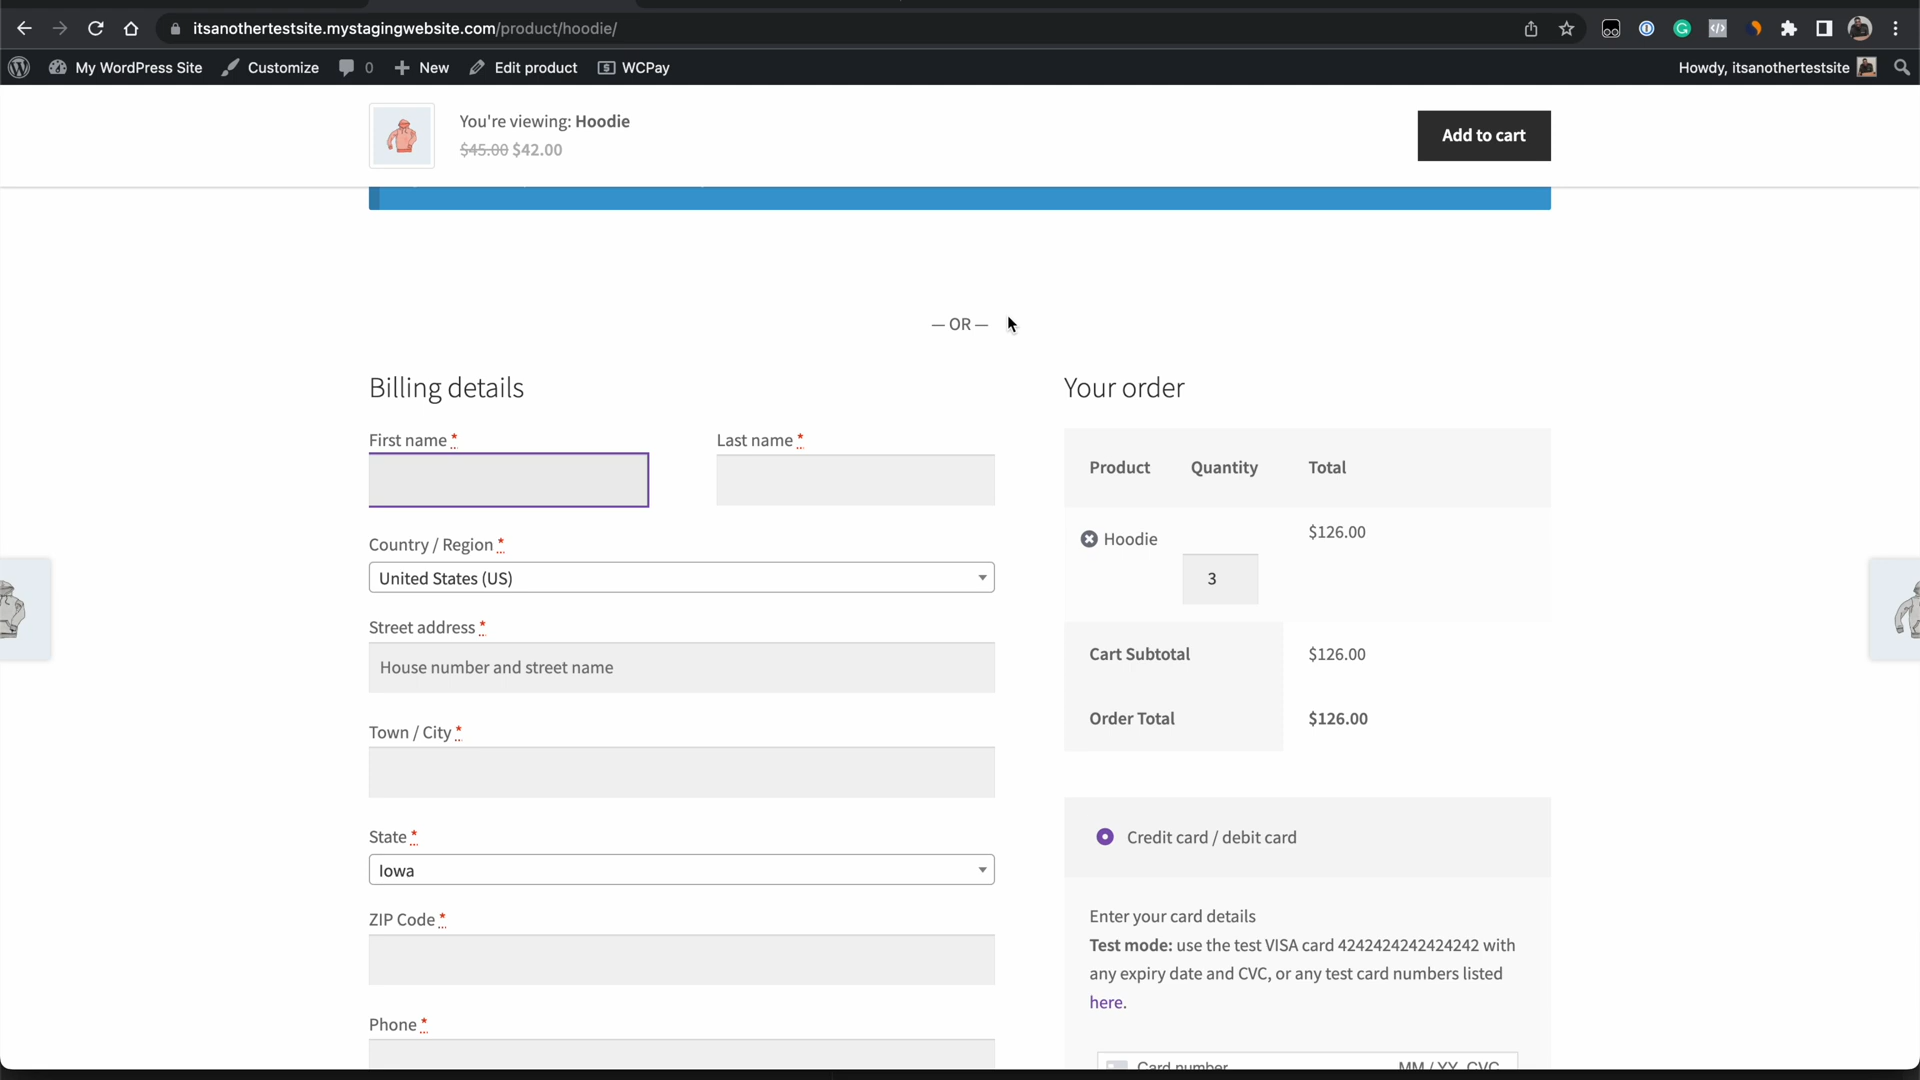 itsanothertestsite.mystagingwebsite.com/product/hoodie/
My WordPress Site Customize 0 New Edit product WCPay Howdy, itsanothertestsite
You're viewing: Hoodie
$45.00 $42.00
Add to cart
— OR —
Billing details
First name * Last name *
Country / Region *
United States (US)
Street address *
House number and street name
Town / City *
State *
Iowa
ZIP Code *
Phone *
Your order
Product Quantity Total
Hoodie 3 $126.00
Cart Subtotal $126.00
Order Total $126.00
Credit card / debit card
Enter your card details
Test mode: use the test VISA card 4242424242424242 with
any expiry date and CVC, or any test card numbers listed
here.
Card number MM / YY CVC